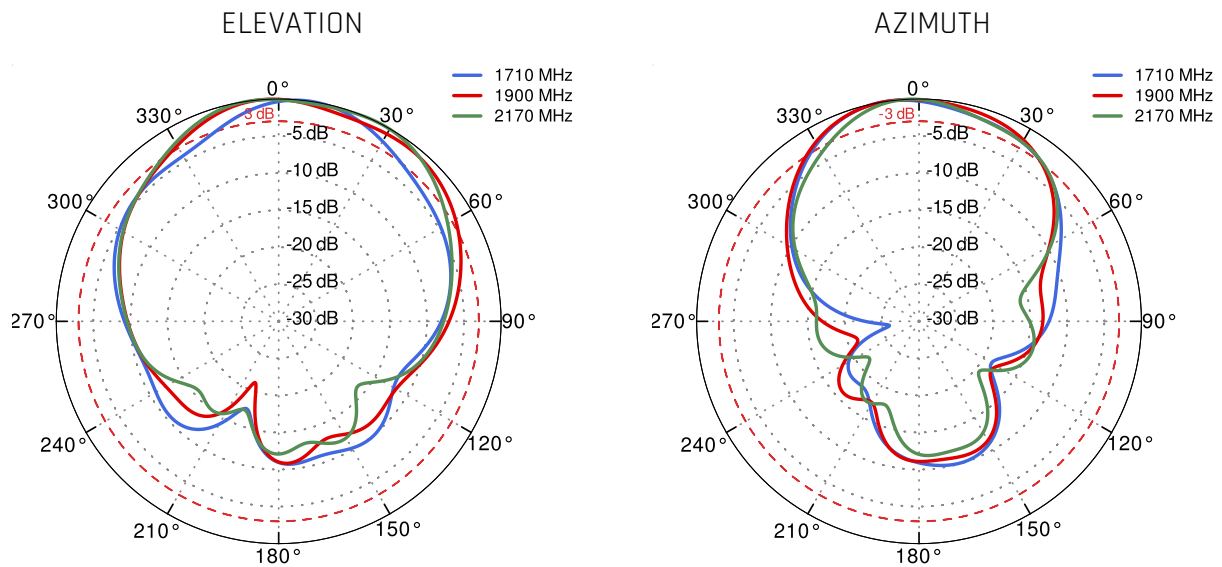 ELEVATION
1710 MHz
1900 MHz
2170 MHz
0°
330°
30°
3 dB
-5 dB
-10 dB
300°
60°
-15 dB
-20 dB
-25 dB
270°
-30 dB
90°
240°
120°
210°
150°
180°
AZIMUTH
1710 MHz
1900 MHz
2170 MHz
0°
330°
30°
-3 dB
-5 dB
-10 dB
300°
60°
-15 dB
-20 dB
-25 dB
270°
-30 dB
90°
240°
120°
210°
150°
180°